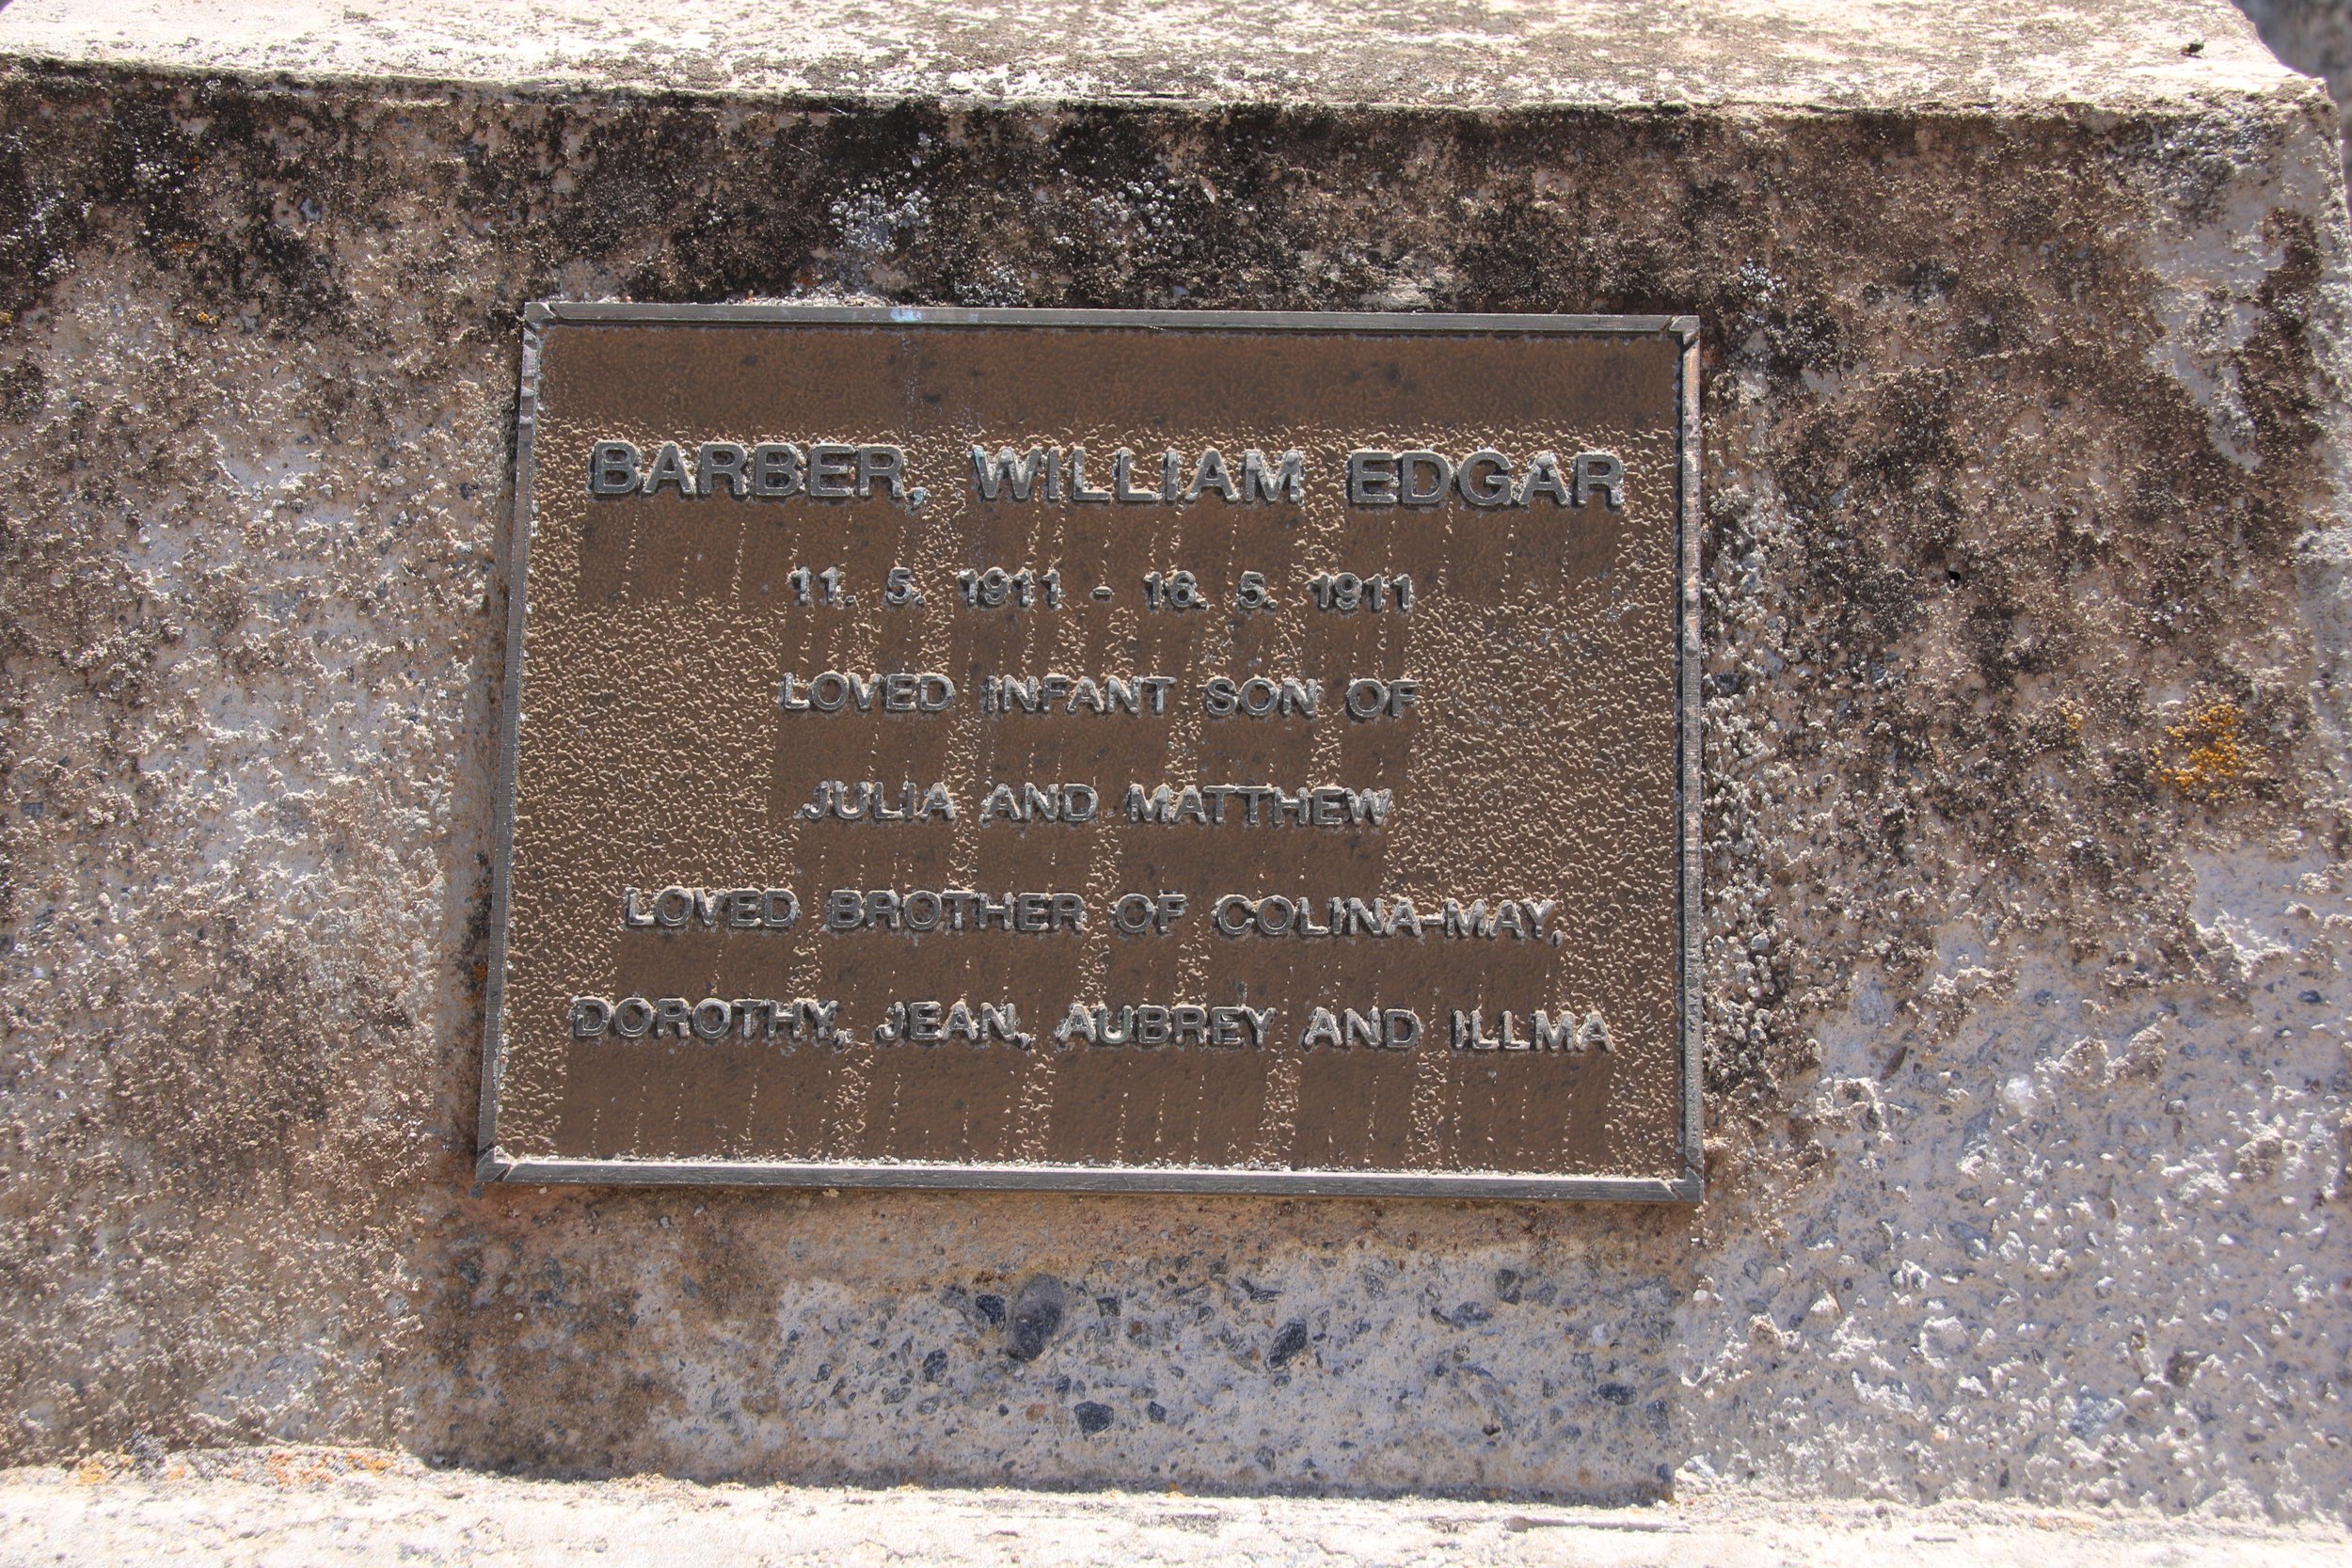 BARBER, WILLIAM EDGAR
11. 5. 1911 - 16. 5. 1911
LOVED INFANT SON OF
JULIA AND MATTHEW
LOVED BROTHER OF COLINA-MAY,
DOROTHY, JEAN, AUBREY AND ILLMA